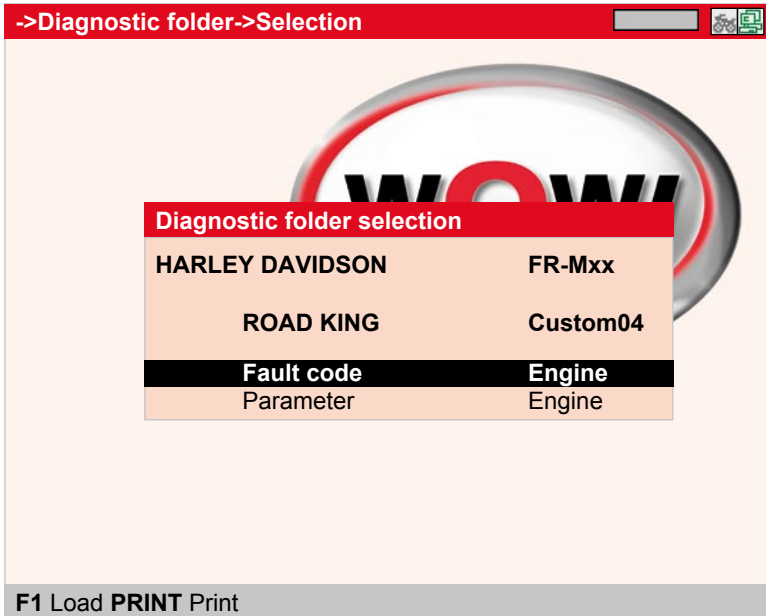 ->Diagnostic folder->Selection
WOW!
Diagnostic folder selection
HARLEY DAVIDSON FR-Mxx
ROAD KING Custom04
Fault code Engine
Parameter Engine
F1 Load PRINT Print